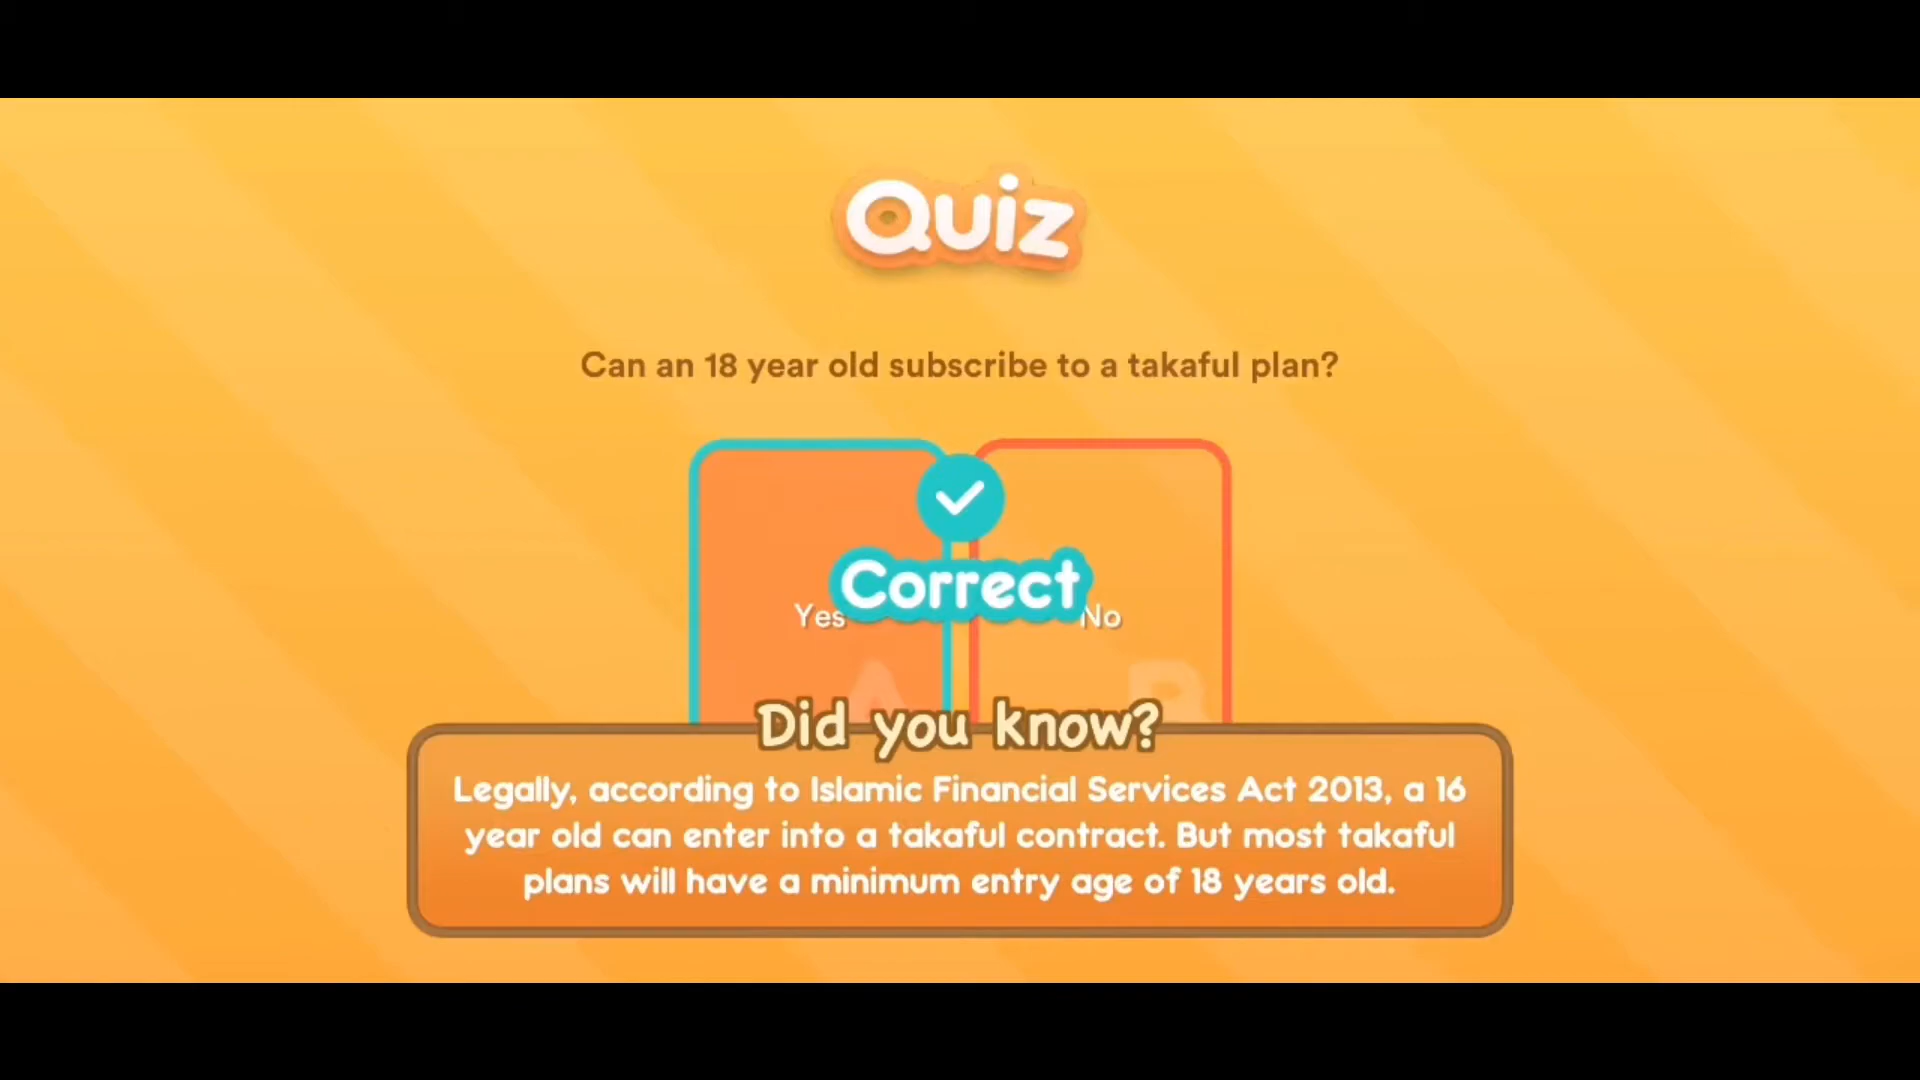 Quiz
Can an 18 year old subscribe to a takaful plan?
Correct
Yes
No
A
B
Did you know?
Legally, according to Islamic Financial Services Act 2013, a 16
year old can enter into a takaful contract. But most takaful
plans will have a minimum entry age of 18 years old.